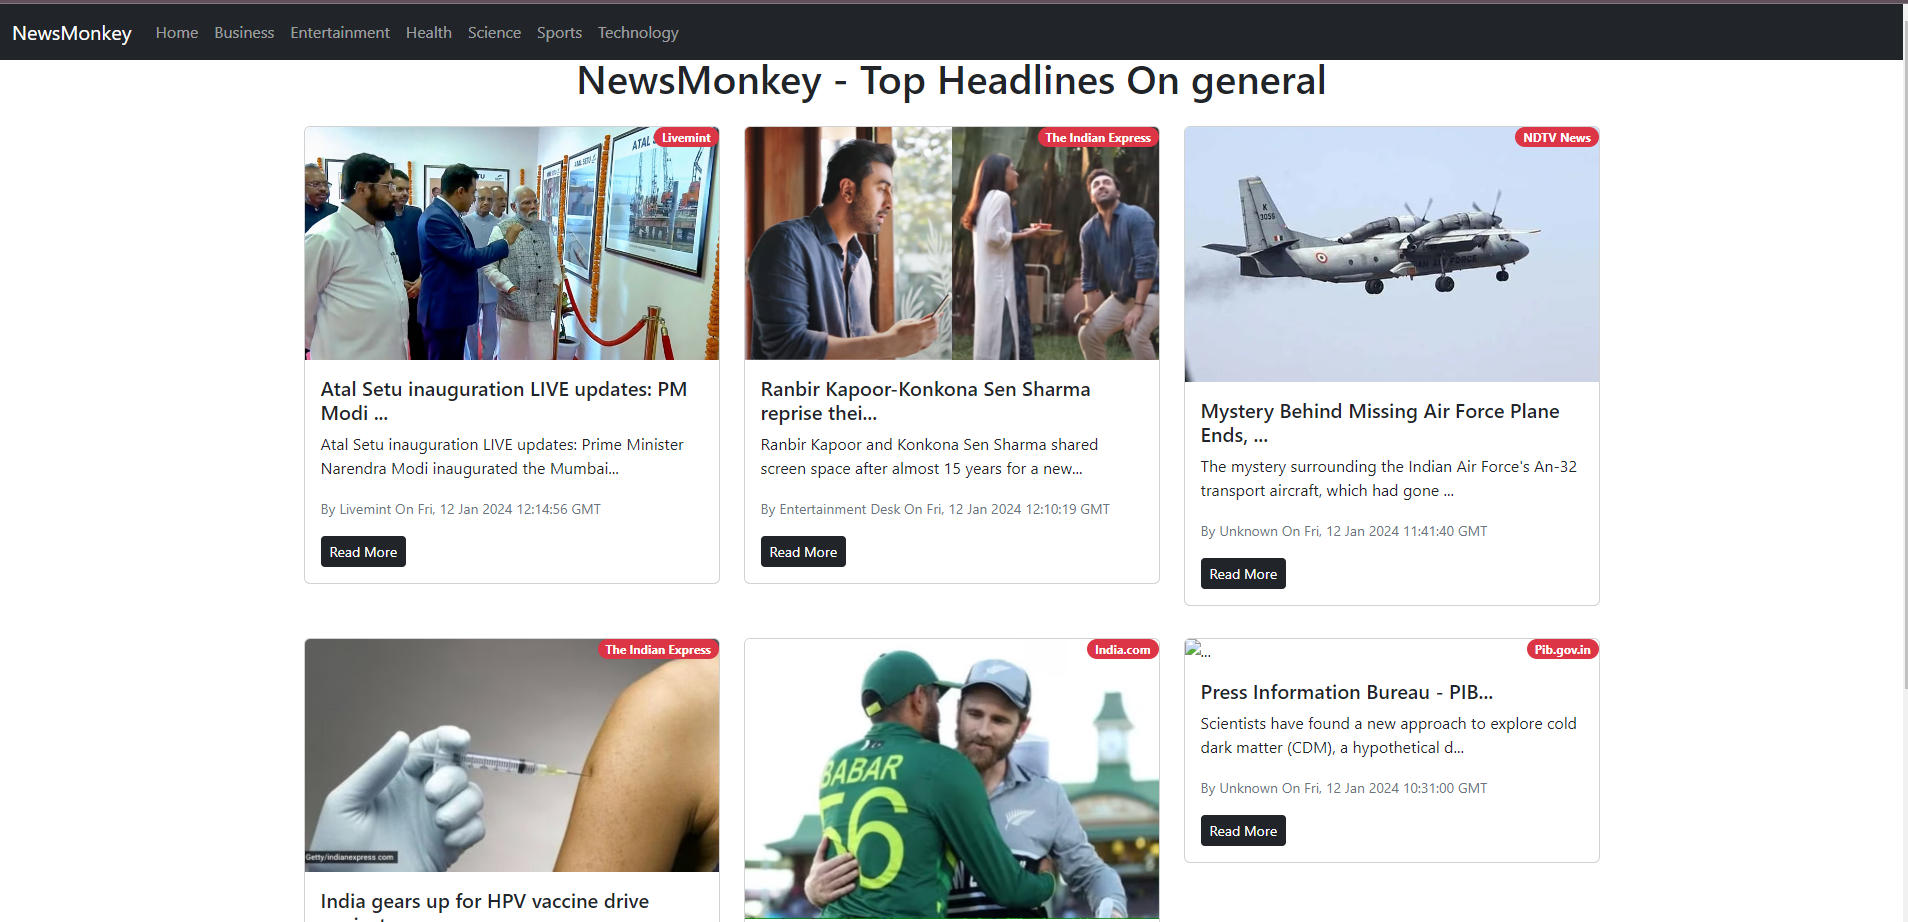 NewsMonkey Home Business Entertainment Health Science Sports Technology
NewsMonkey - Top Headlines On general
Livemint
ATAL SETU
Atal Setu inauguration LIVE updates: PM
Modi ...
Atal Setu inauguration LIVE updates: Prime Minister
Narendra Modi inaugurated the Mumbai...
By Livemint On Fri, 12 Jan 2024 12:14:56 GMT
Read More
The Indian Express
Ranbir Kapoor-Konkona Sen Sharma
reprise thei...
Ranbir Kapoor and Konkona Sen Sharma shared
screen space after almost 15 years for a new...
By Entertainment Desk On Fri, 12 Jan 2024 12:10:19 GMT
Read More
NDTV News
K
3055
AIR FORCE
Mystery Behind Missing Air Force Plane
Ends, ...
The mystery surrounding the Indian Air Force's An-32
transport aircraft, which had gone ...
By Unknown On Fri, 12 Jan 2024 11:41:40 GMT
Read More
The Indian Express
Getty/indianexpress.com
India gears up for HPV vaccine drive
India.com
BABAR
56
...
Pib.gov.in
Press Information Bureau - PIB...
Scientists have found a new approach to explore cold
dark matter (CDM), a hypothetical d...
By Unknown On Fri, 12 Jan 2024 10:31:00 GMT
Read More